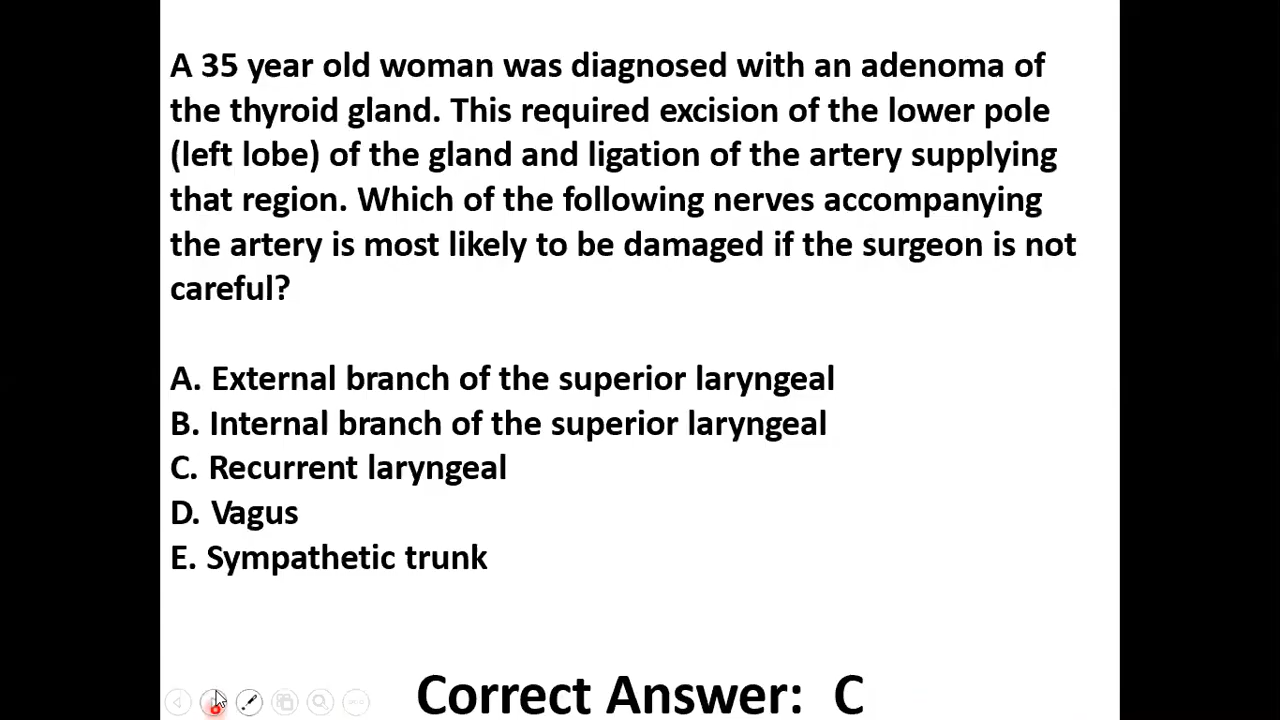 A 35 year old woman was diagnosed with an adenoma of
the thyroid gland. This required excision of the lower pole
(left lobe) of the gland and ligation of the artery supplying
that region. Which of the following nerves accompanying
the artery is most likely to be damaged if the surgeon is not
careful?
A. External branch of the superior laryngeal
B. Internal branch of the superior laryngeal
C. Recurrent laryngeal
D. Vagus
E. Sympathetic trunk
Correct Answer: C